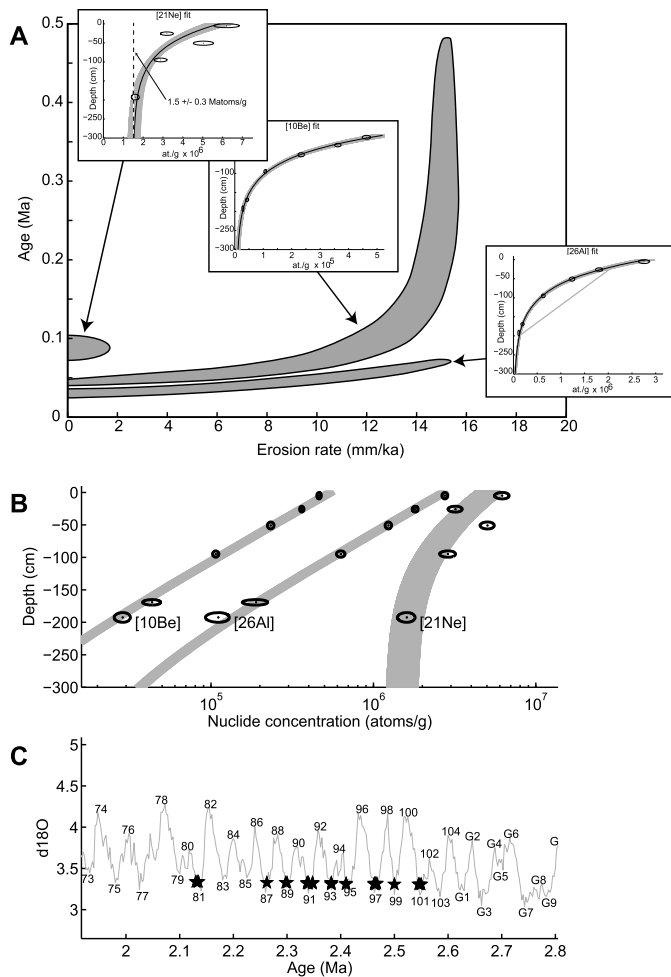 A
0.5
0.4
0.3
0.2
0.1
0
Age (Ma)
0 2 4 6 8 10 12 14 16 18 20
Erosion rate (mm/ka)
[21Ne] fit
0
−50
−100
−150
−200
−250
−300
Depth (cm)
1.5 +/- 0.3 Matoms/g
1 2 3 4 5 6 7
at./g x 10^6
[10Be] fit
0
−50
−100
−150
−200
−250
−300
Depth (cm)
0 1 2 3 4 5
at./g x 10^5
[26Al] fit
0
−50
−100
−150
−200
−250
−300
Depth (cm)
0 0.5 1 1.5 2 2.5 3
at./g x 10^6
B
0
−50
−100
−150
−200
−250
−300
Depth (cm)
[10Be] [26Al] [21Ne]
10^5 10^6 10^7
Nuclide concentration (atoms/g)
C
5
4.5
4
3.5
3
d18O
74 76 78 80 82 84 86 88 90 92 94 96 98 100 102 104 G2 G4 G6 G8 G
73 75 77 79 81 83 85 87 89 91 93 95 97 99 101 103 G1 G3 G5 G7 G9
2 2.1 2.2 2.3 2.4 2.5 2.6 2.7 2.8
Age (Ma)